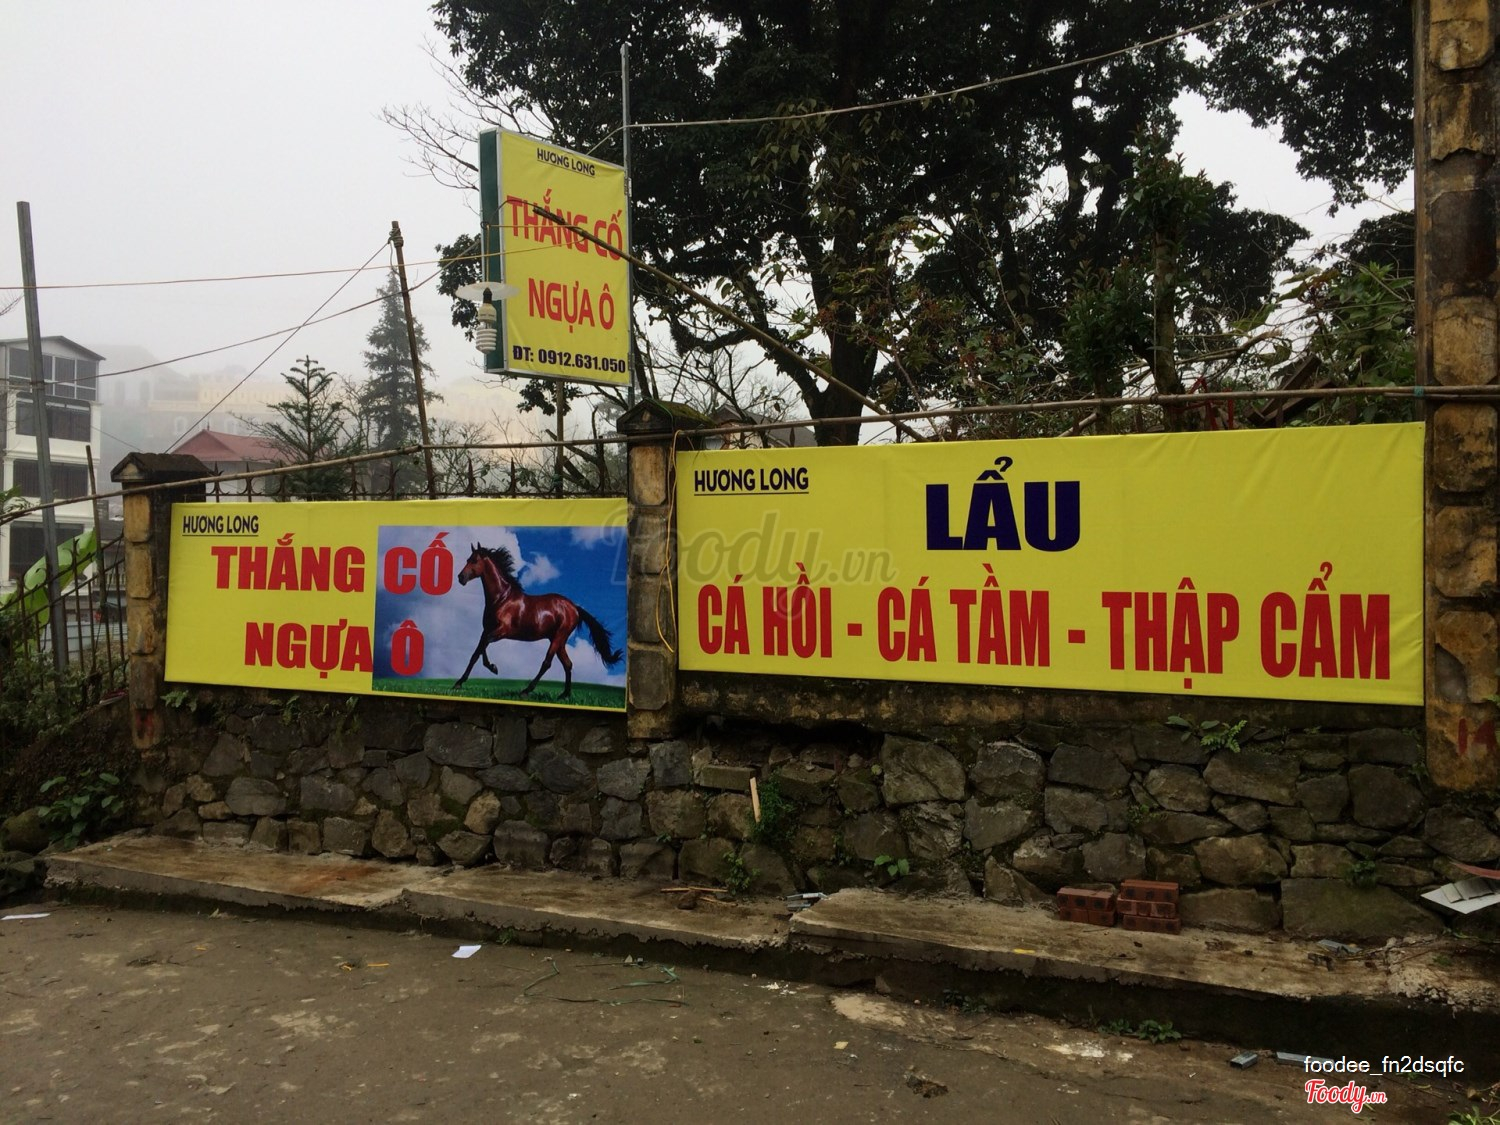 HƯƠNG LONG
THẮNG CỐ
NGỰA Ô
ĐT: 0912.631.050
HƯƠNG LONG
THẮNG CỐ
NGỰA Ô
HƯƠNG LONG
LẨU
CÁ HỒI - CÁ TẦM - THẬP CẨM
Foody.vn
14
foodee_fn2dsqfc
Foody.vn